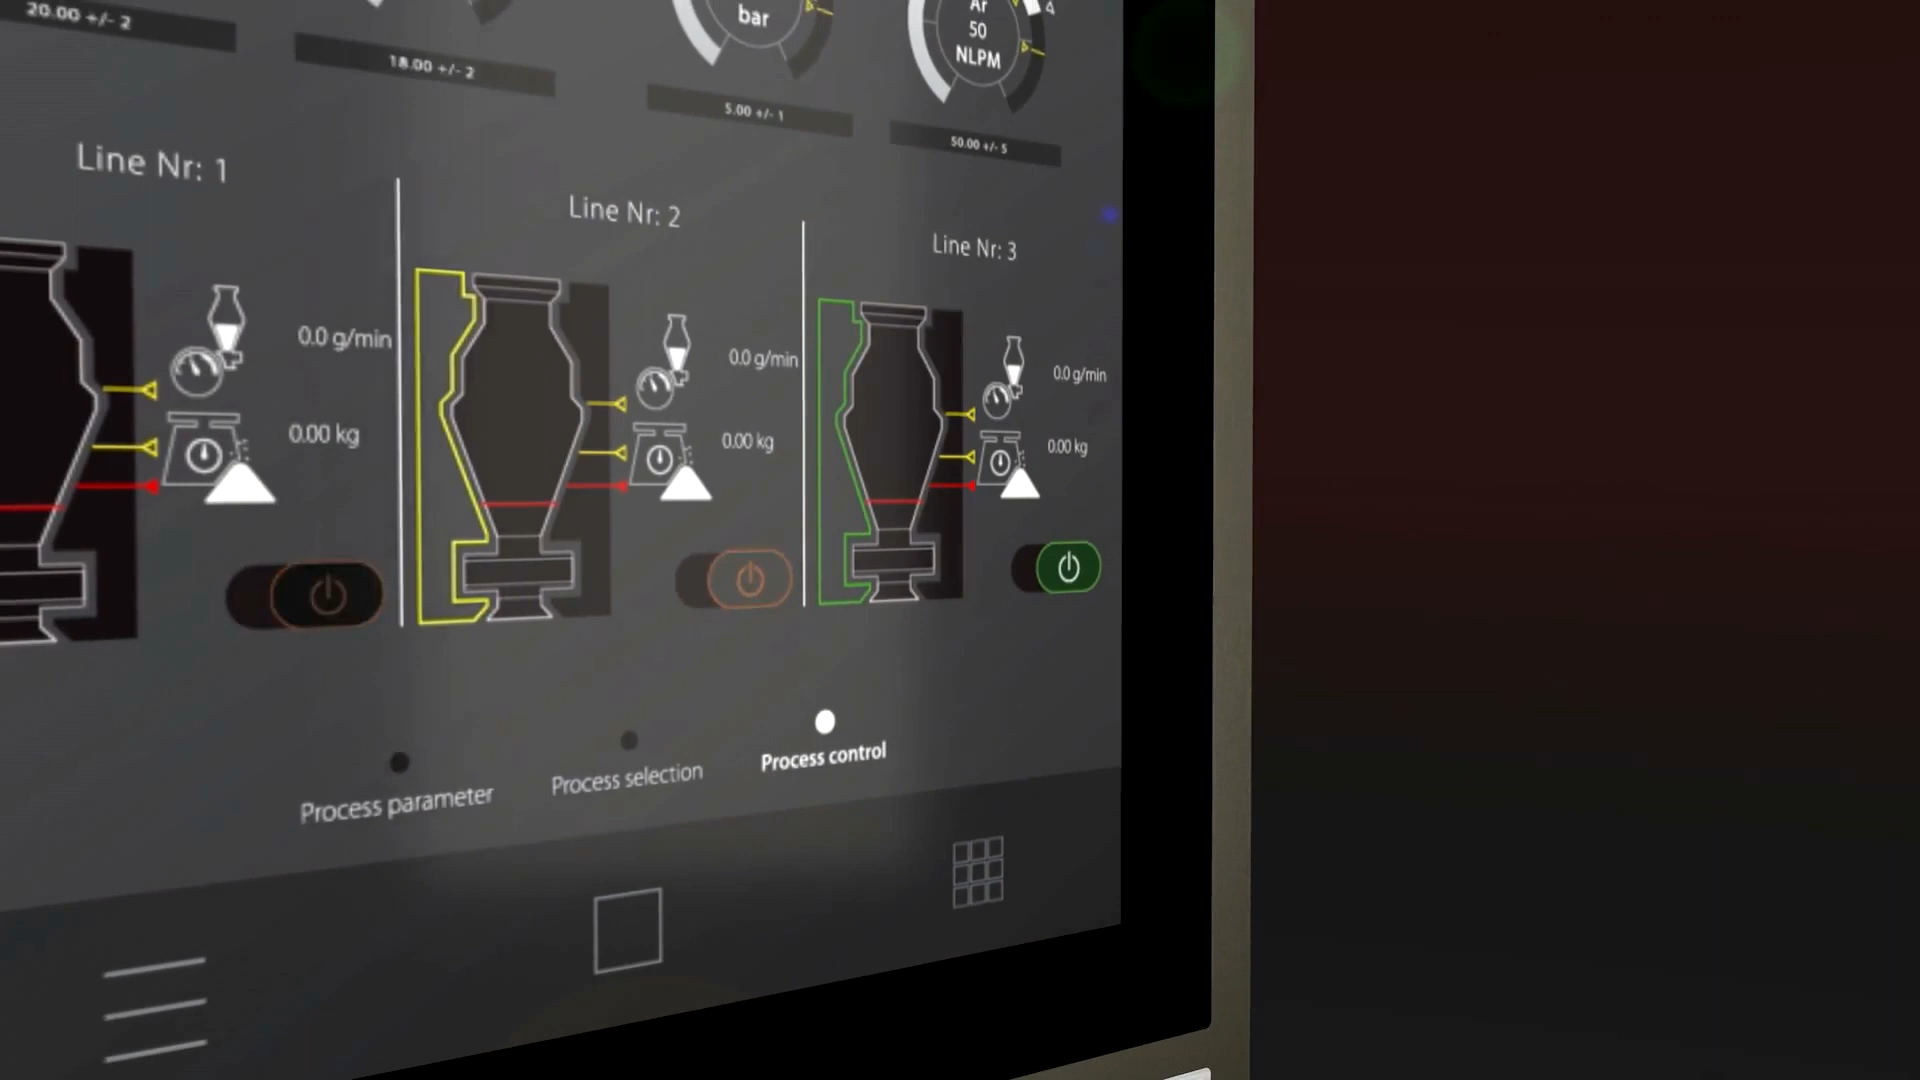 20.00 +/- 2
18.00 +/- 2
bar
5.00 +/- 1
Ar
50
NLPM
50.00 +/- 5
Line Nr: 1
Line Nr: 2
Line Nr: 3
0.0 g/min
0.00 kg
0.0 g/min
0.00 kg
0.0 g/min
0.00 kg
Process parameter
Process selection
Process control